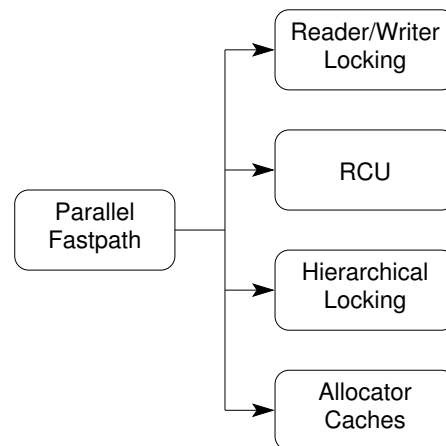 Reader/Writer
Locking
RCU
Parallel
Fastpath
Hierarchical
Locking
Allocator
Caches